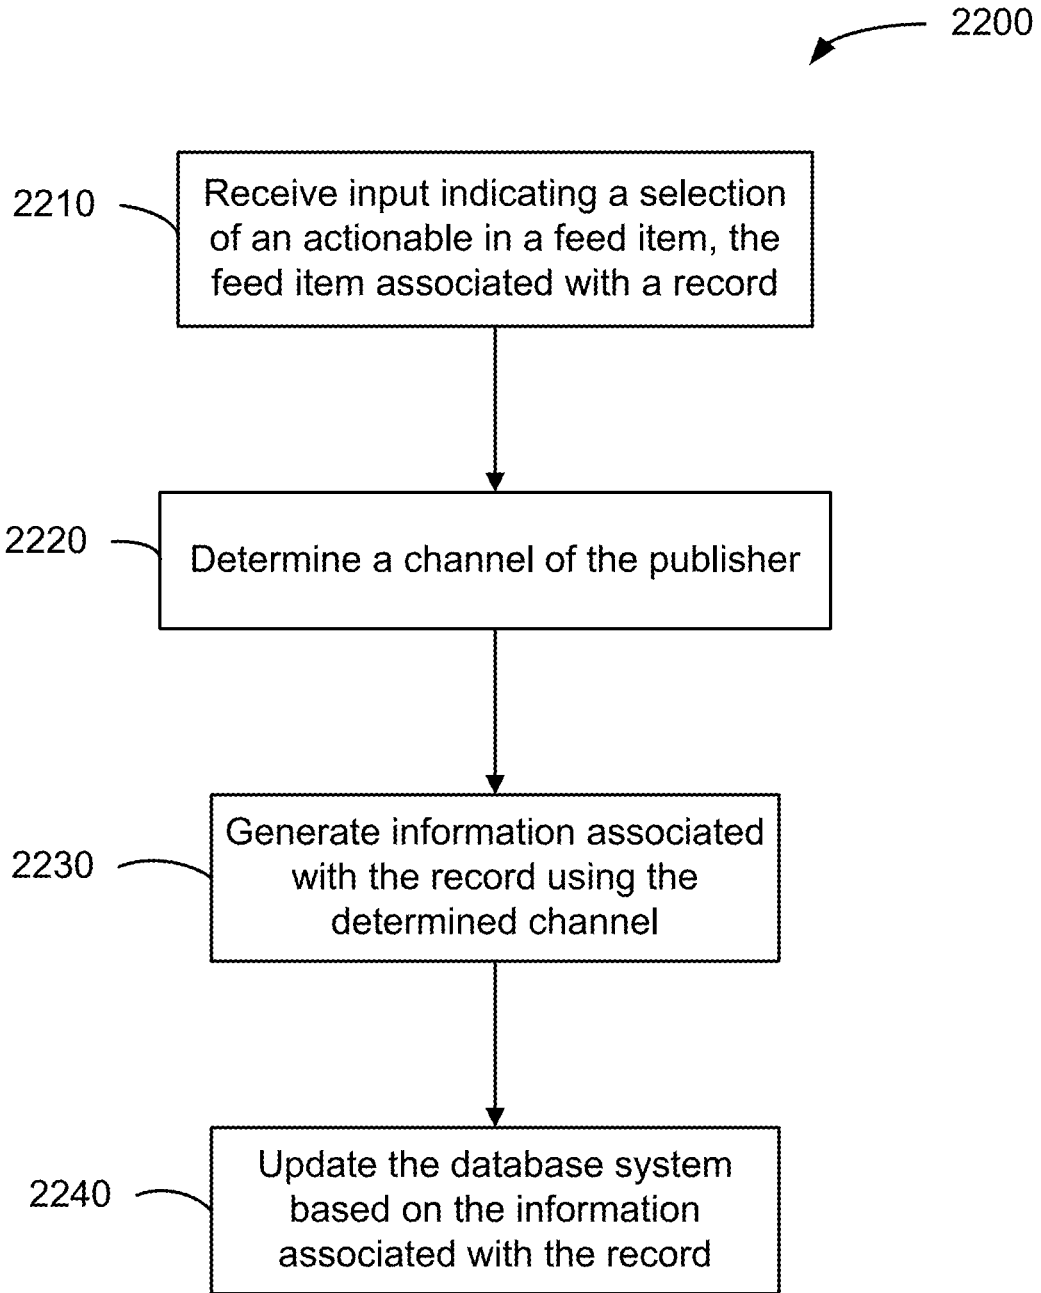 2200
2210
Receive input indicating a selection
of an actionable in a feed item, the
feed item associated with a record
2220
Determine a channel of the publisher
2230
Generate information associated
with the record using the
determined channel
2240
Update the database system
based on the information
associated with the record